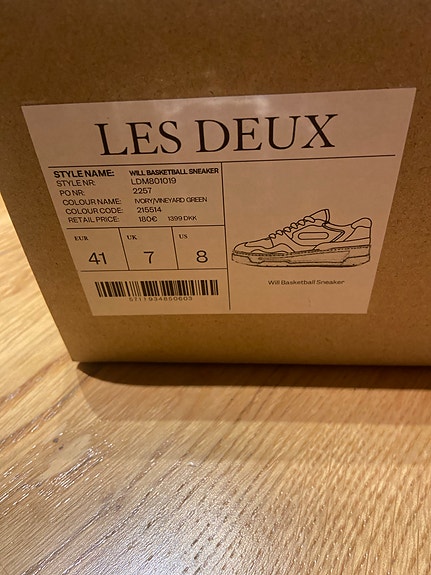 LES DEUX
STYLE NAME: WILL BASKETBALL SNEAKER
STYLE NR: LDM801019
PO NR: 2257
COLOUR NAME: IVORY/VINEYARD GREEN
COLOUR CODE: 215514
RETAIL PRICE: 180€ 1399 DKK
EUR UK US
41 7 8
5711934850603
Will Basketball Sneaker